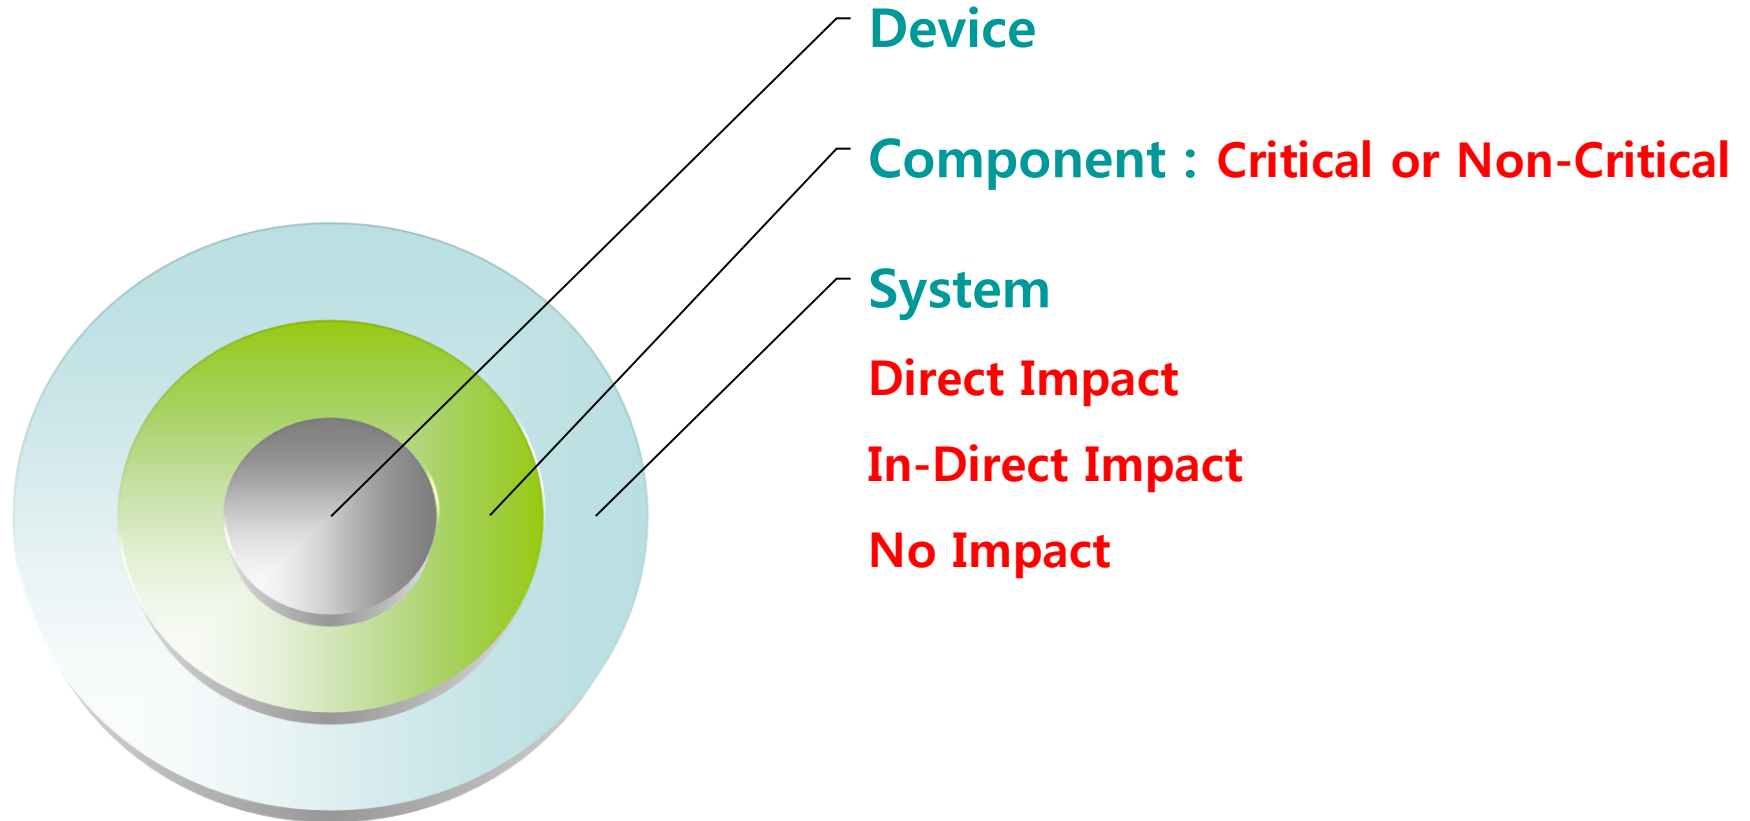 Device
Component : Critical or Non-Critical
System
Direct Impact
In-Direct Impact
No Impact